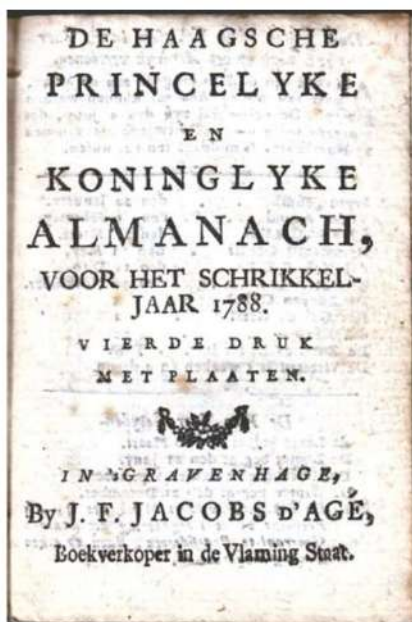 DE HAAGSCHE
PRINCELYKE
EN
KONINGLYKE
ALMANACH,
VOOR HET SCHRIKKEL-
JAAR 1788.
VIERDE DRUK
MET PLAATEN.
IN 'sGRAVENHAGE,
By J. F. JACOBS D'AGÉ,
Boekverkoper in de Vlaming Straat.